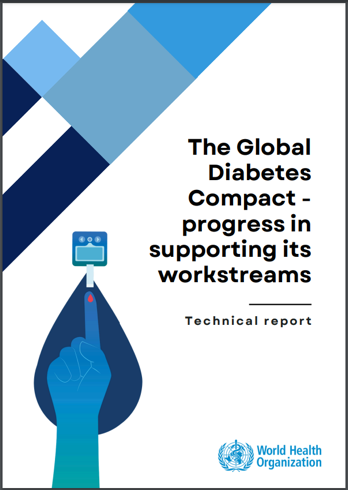 The Global
Diabetes
Compact -
progress in
supporting its
workstreams
Technical report
World Health
Organization